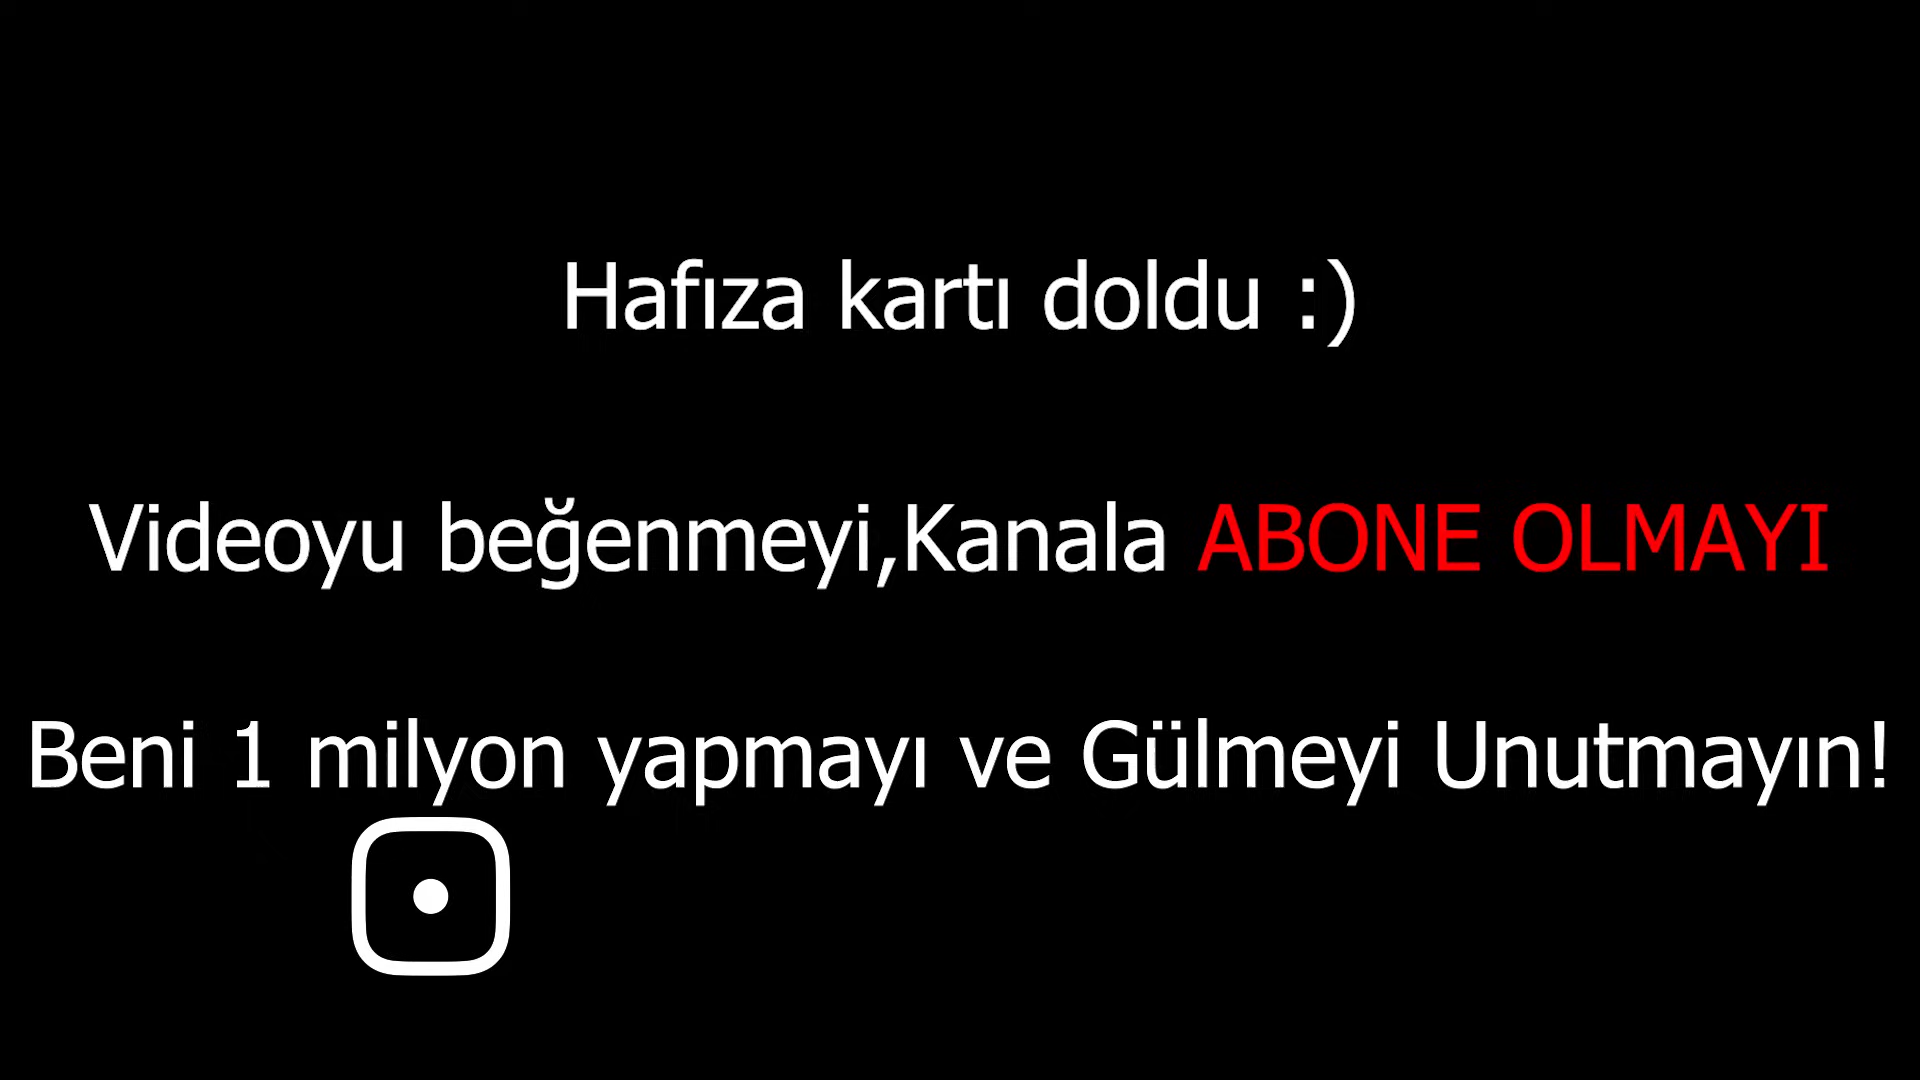 Hafıza kartı doldu :)
Videoyu beğenmeyi,Kanala ABONE OLMAYI
Beni 1 milyon yapmayı ve Gülmeyi Unutmayın!